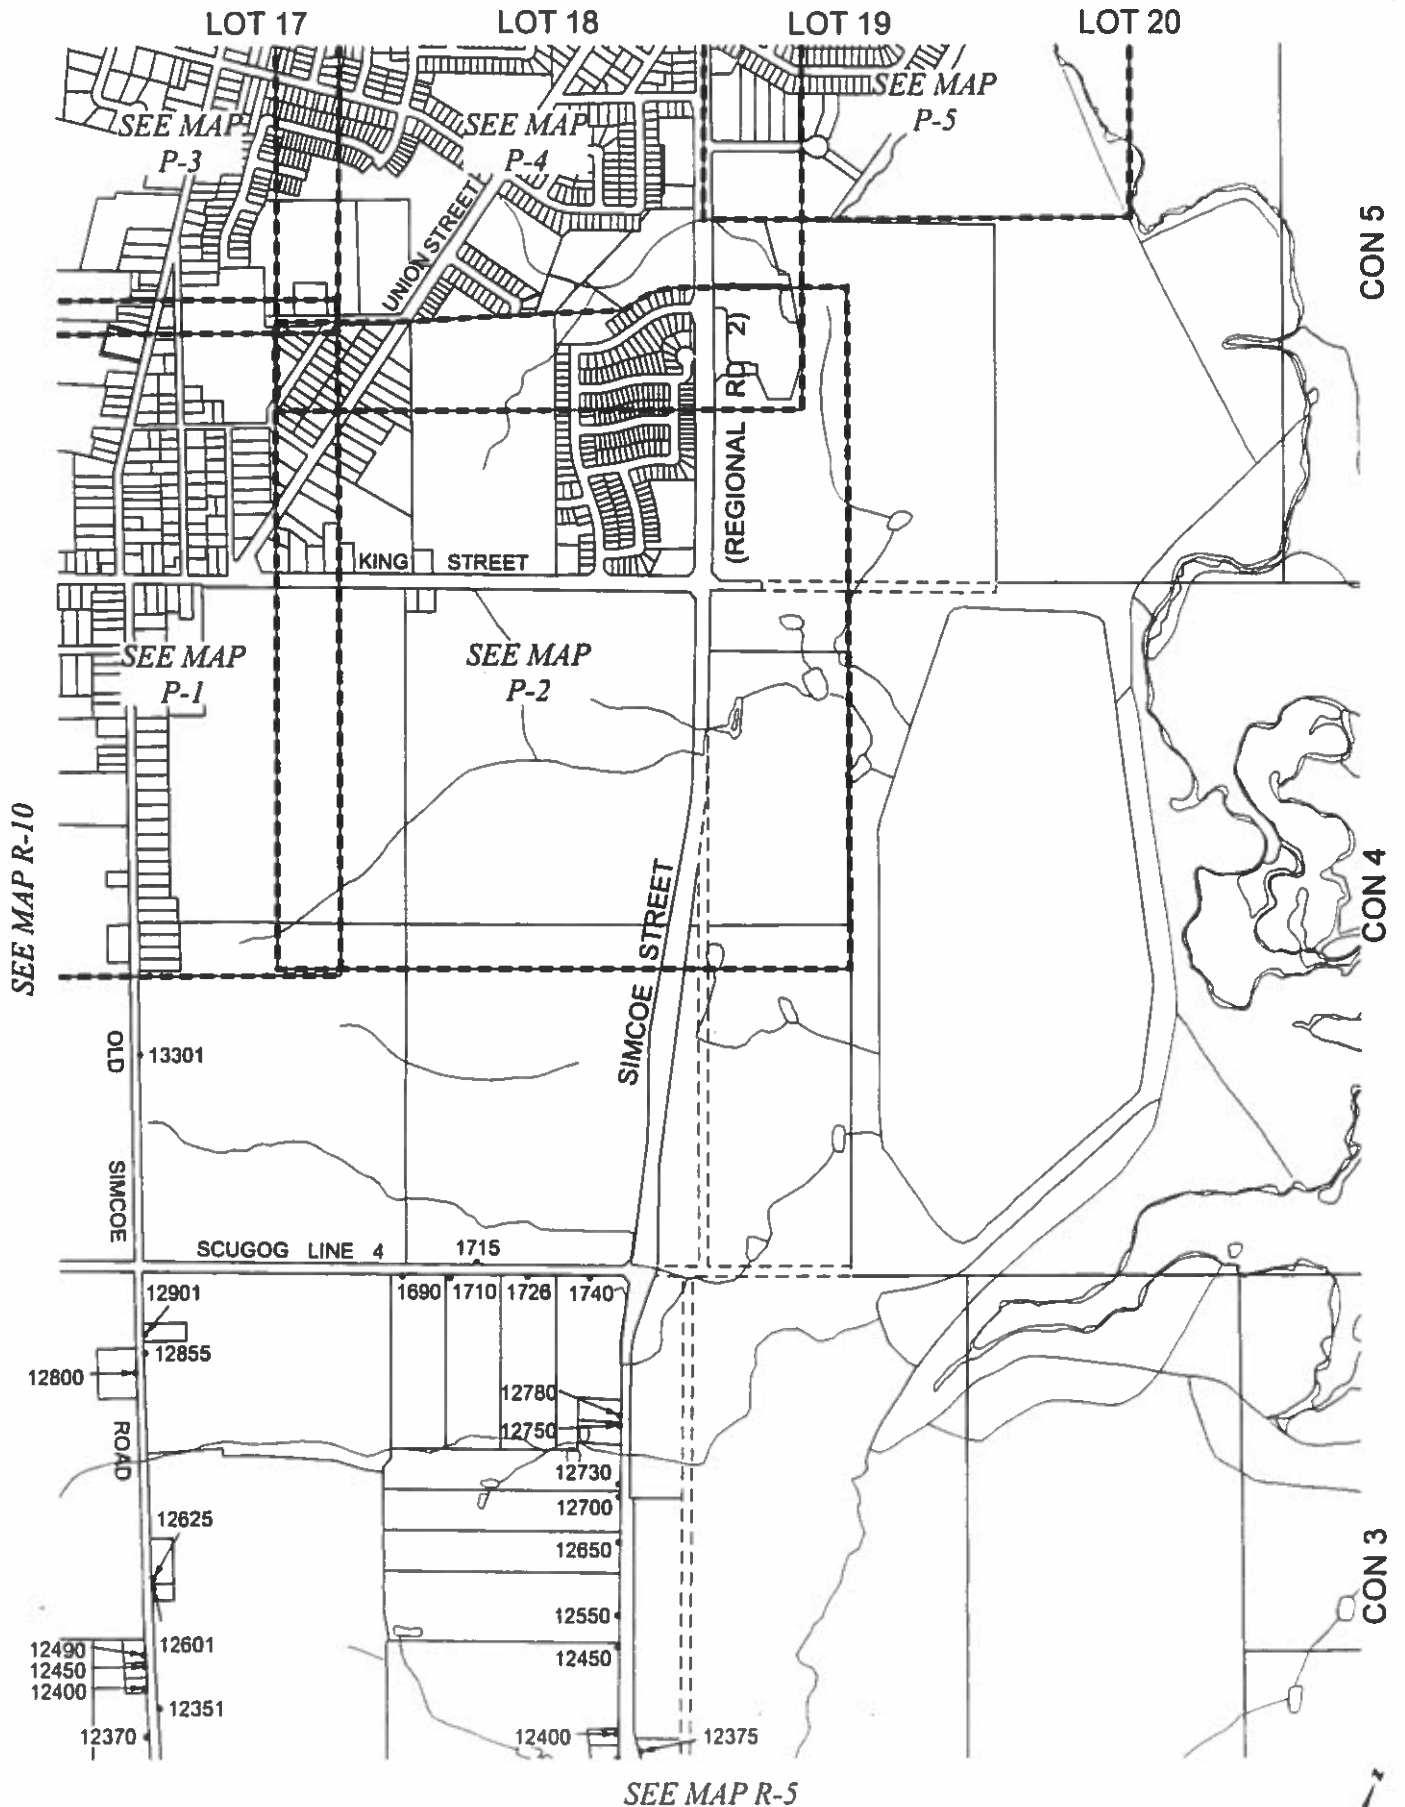 LOT 17
LOT 18
LOT 19
LOT 20
SEE MAP
P-3
SEE MAP
P-4
SEE MAP
P-5
UNION STREET
CON 5
(REGIONAL RD 2)
KING STREET
SEE MAP
P-1
SEE MAP
P-2
SEE MAP R-10
SIMCOE STREET
CON 4
OLD SIMCOE ROAD
13301
SCUGOG LINE 4
1715
12901
1690
1710
1726
1740
12855
12800
12780
12750
12730
12700
12625
12650
CON 3
12550
12601
12490
12450
12400
12450
12351
12370
12400
12375
SEE MAP R-5
Z